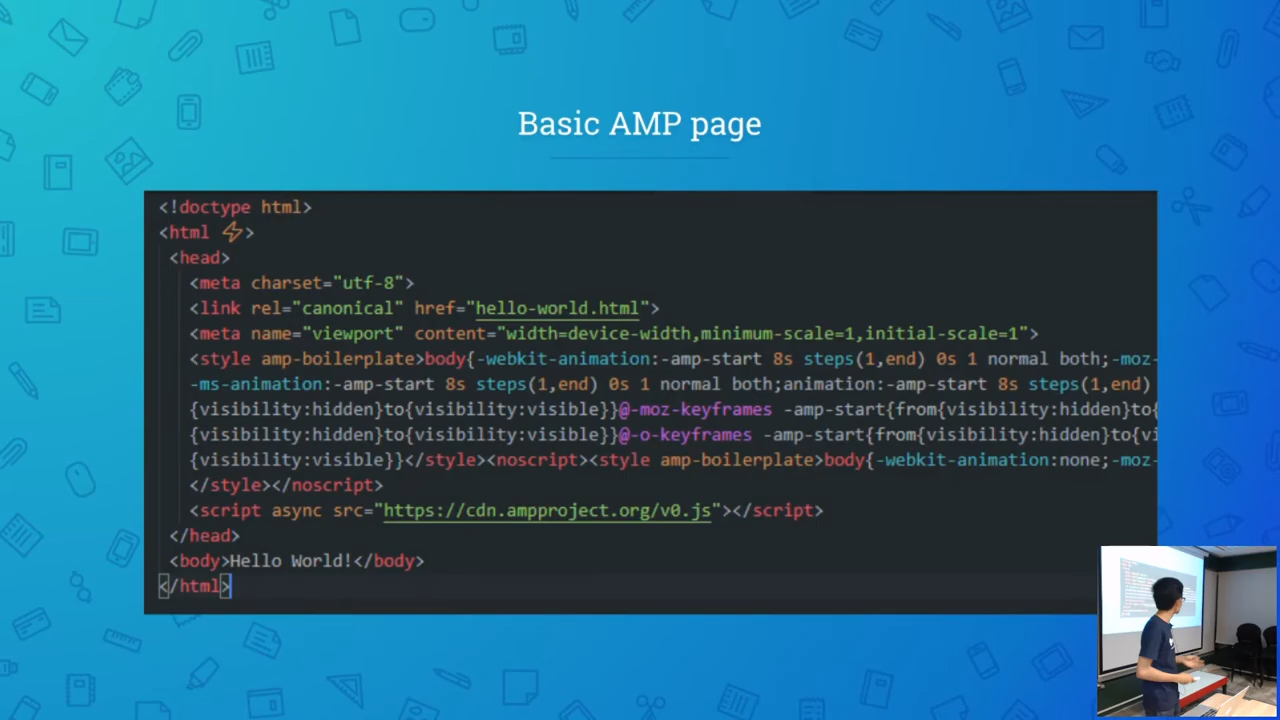 Basic AMP page
<!doctype html>
<html ⚡>
<head>
<meta charset="utf-8">
<link rel="canonical" href="hello-world.html">
<meta name="viewport" content="width=device-width,minimum-scale=1,initial-scale=1">
<style amp-boilerplate>body{-webkit-animation:-amp-start 8s steps(1,end) 0s 1 normal both;-moz-
-ms-animation:-amp-start 8s steps(1,end) 0s 1 normal both;animation:-amp-start 8s steps(1,end)
{visibility:hidden}to{visibility:visible}}@-moz-keyframes -amp-start{from{visibility:hidden}to{
{visibility:hidden}to{visibility:visible}}@-o-keyframes -amp-start{from{visibility:hidden}to{vi
{visibility:visible}}</style><noscript><style amp-boilerplate>body{-webkit-animation:none;-moz-
</style></noscript>
<script async src="https://cdn.ampproject.org/v0.js"></script>
</head>
<body>Hello World!</body>
</html>